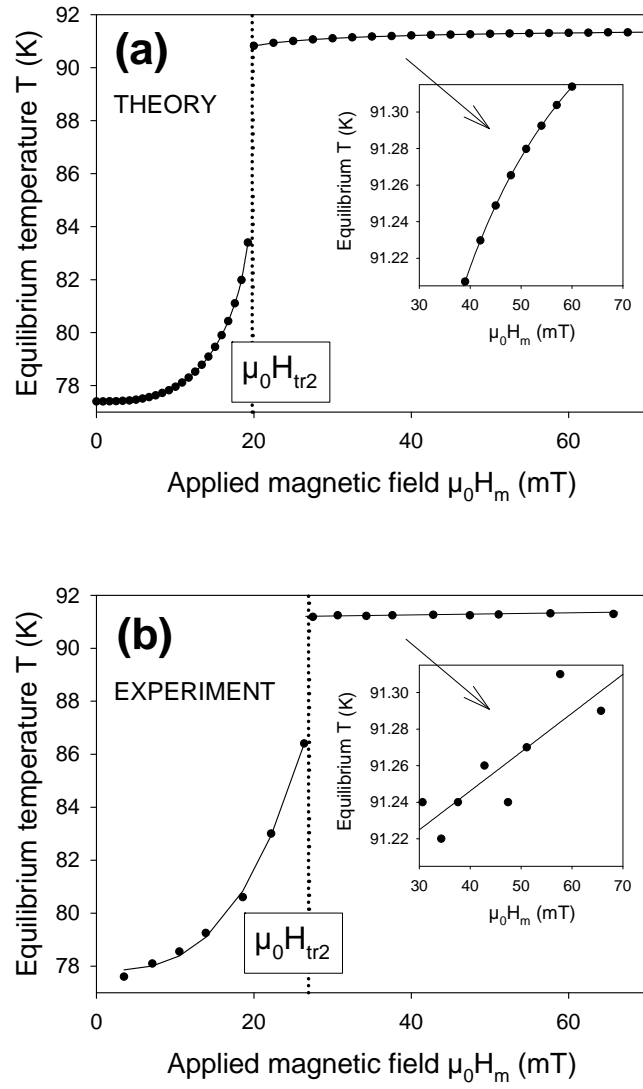 92
90
88
86
84
82
80
78
Equilibrium temperature T (K)
(a)
THEORY
91.30
91.28
91.26
91.24
91.22
Equilibrium T (K)
30 40 50 60 70
μ₀Hₘ (mT)
μ₀Hₜᵣ₂
0 20 40 60
Applied magnetic field μ₀Hₘ (mT)
92
90
88
86
84
82
80
78
Equilibrium temperature T (K)
(b)
EXPERIMENT
91.30
91.28
91.26
91.24
91.22
Equilibrium T (K)
30 40 50 60 70
μ₀Hₘ (mT)
μ₀Hₜᵣ₂
0 20 40 60
Applied magnetic field μ₀Hₘ (mT)